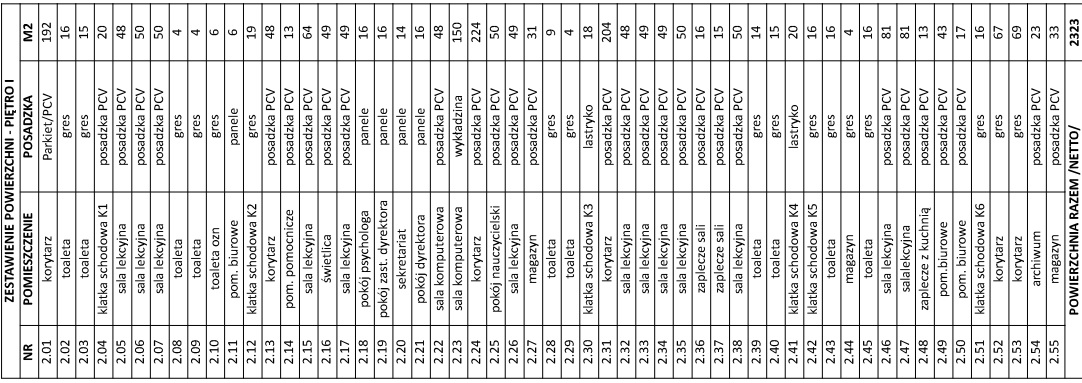 ZESTAWIENIE POWIERZCHNI - PIĘTRO I
NR POMIESZCZENIE POSADZKA M2
2.01 korytarz Parkiet/PCV 192
2.02 toaleta gres 16
2.03 toaleta gres 15
2.04 klatka schodowa K1 posadzka PCV 20
2.05 sala lekcyjna posadzka PCV 48
2.06 sala lekcyjna posadzka PCV 50
2.07 sala lekcyjna posadzka PCV 50
2.08 toaleta gres 4
2.09 toaleta gres 4
2.10 toaleta ozn gres 6
2.11 pom. biurowe panele 6
2.12 klatka schodowa K2 gres 19
2.13 korytarz posadzka PCV 48
2.14 pom. pomocnicze posadzka PCV 13
2.15 sala lekcyjna posadzka PCV 64
2.16 świetlica posadzka PCV 49
2.17 sala lekcyjna posadzka PCV 49
2.18 pokój psychologa panele 16
2.19 pokój zast. dyrektora panele 16
2.20 sekretariat panele 14
2.21 pokój dyrektora panele 16
2.22 sala komputerowa posadzka PCV 48
2.23 sala komputerowa wykładzina 150
2.24 korytarz posadzka PCV 224
2.25 pokój nauczycielski posadzka PCV 50
2.26 sala lekcyjna posadzka PCV 49
2.27 magazyn posadzka PCV 31
2.28 toaleta gres 9
2.29 toaleta gres 4
2.30 klatka schodowa K3 lastryko 18
2.31 korytarz posadzka PCV 204
2.32 sala lekcyjna posadzka PCV 48
2.33 sala lekcyjna posadzka PCV 49
2.34 sala lekcyjna posadzka PCV 49
2.35 sala lekcyjna posadzka PCV 50
2.36 zaplecze sali posadzka PCV 16
2.37 zaplecze sali posadzka PCV 15
2.38 sala lekcyjna posadzka PCV 50
2.39 toaleta gres 14
2.40 toaleta gres 15
2.41 klatka schodowa K4 lastryko 20
2.42 klatka schodowa K5 gres 16
2.43 toaleta gres 16
2.44 magazyn gres 4
2.45 toaleta gres 16
2.46 sala lekcyjna posadzka PCV 81
2.47 salalekcyjna posadzka PCV 81
2.48 zaplecze z kuchnią posadzka PCV 13
2.49 pom.biurowe posadzka PCV 43
2.50 pom. biurowe posadzka PCV 17
2.51 klatka schodowa K6 gres 16
2.52 korytarz gres 67
2.53 korytarz gres 69
2.54 archiwum posadzka PCV 23
2.55 magazyn posadzka PCV 33
POWIERZCHNIA RAZEM /NETTO/ 2323